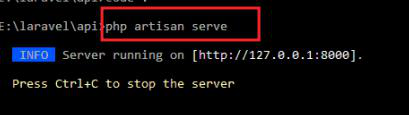 E:\laravel\api>php artisan serve
INFO Server running on [http://127.0.0.1:8000].
Press Ctrl+C to stop the server